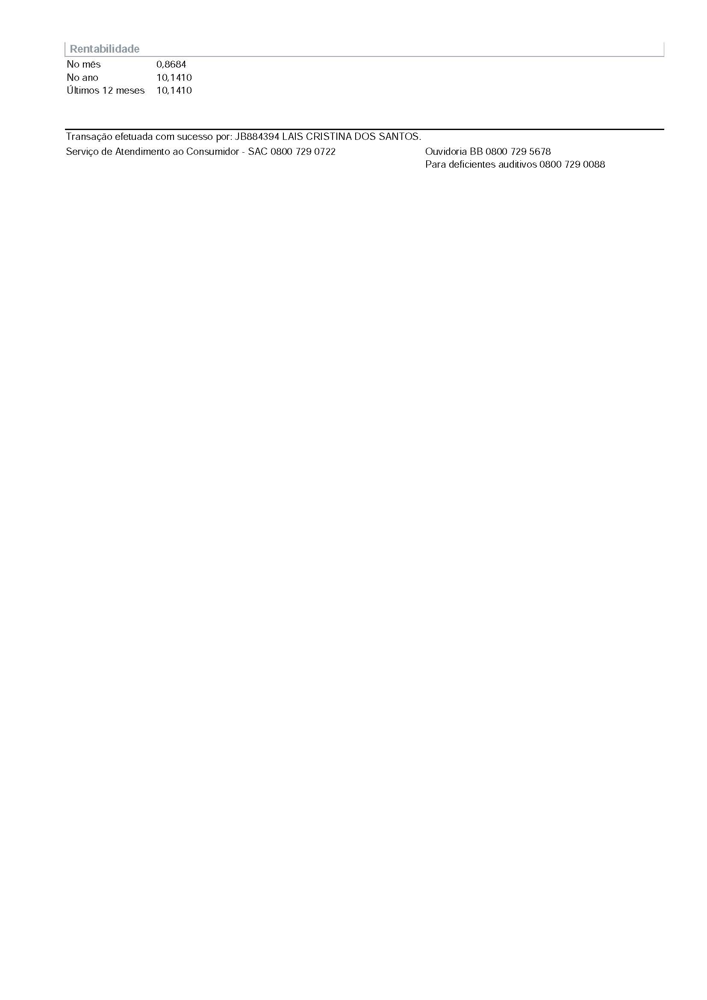 Rentabilidade
No mês 0,8684
No ano 10,1410
Últimos 12 meses 10,1410
Transação efetuada com sucesso por: JB884394 LAIS CRISTINA DOS SANTOS.
Serviço de Atendimento ao Consumidor - SAC 0800 729 0722 Ouvidoria BB 0800 729 5678
Para deficientes auditivos 0800 729 0088